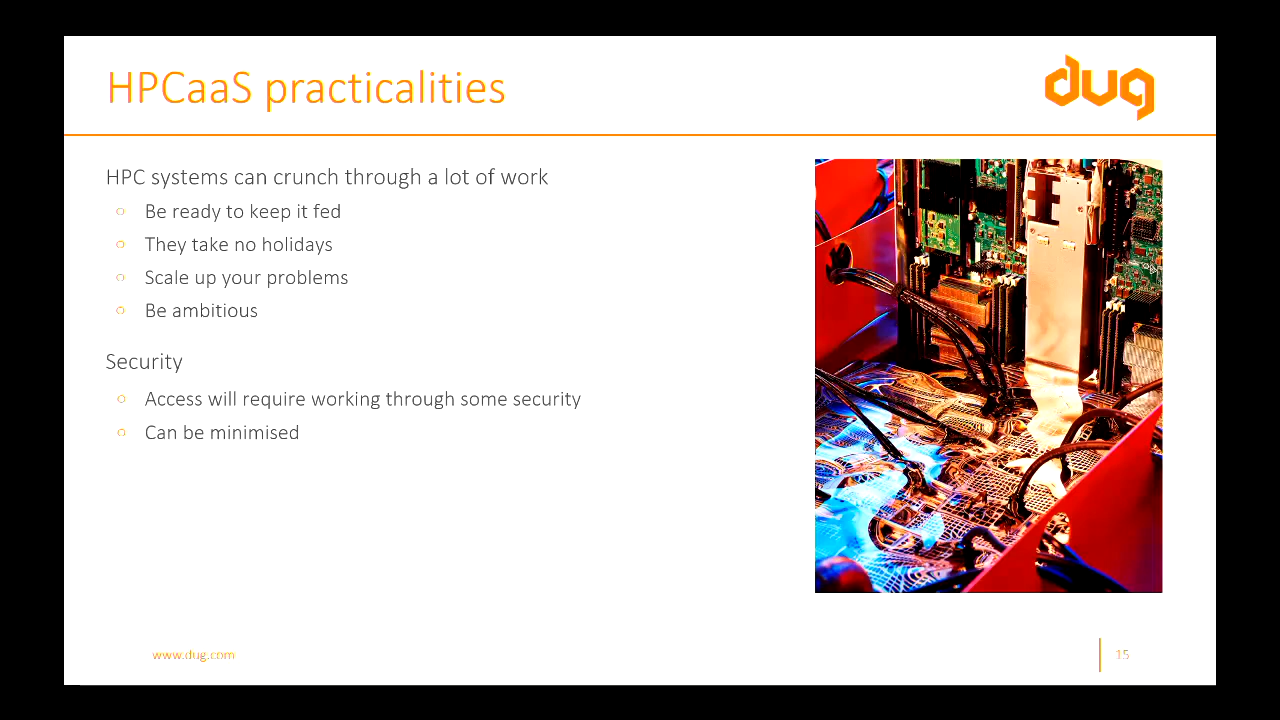 HPCaaS practicalities
dug
HPC systems can crunch through a lot of work
Be ready to keep it fed
They take no holidays
Scale up your problems
Be ambitious
Security
Access will require working through some security
Can be minimised
www.dug.com
15